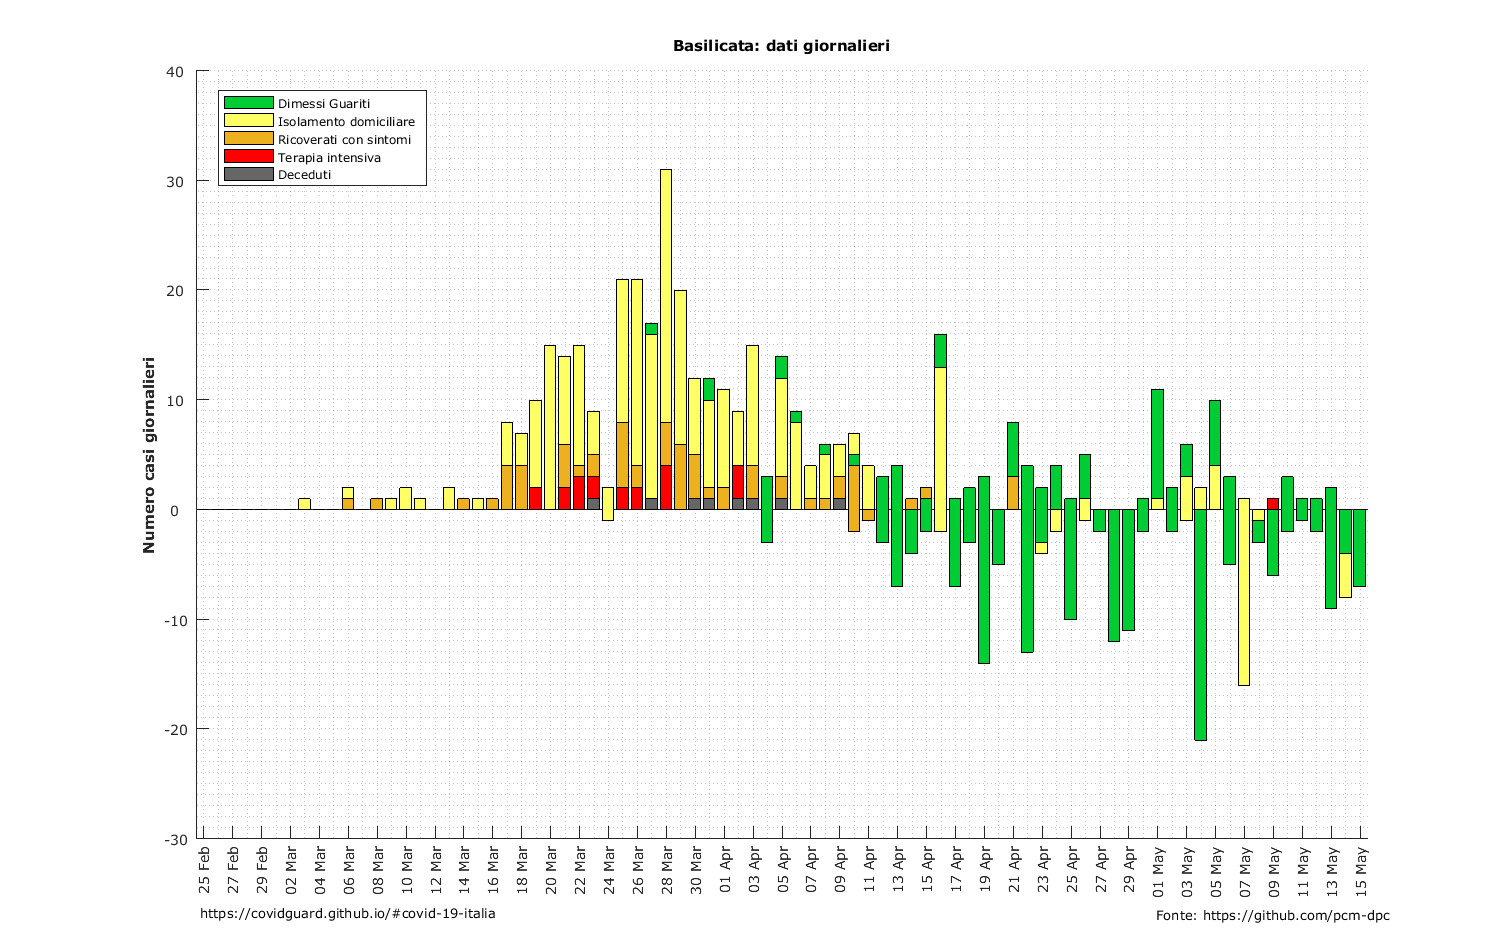 Basilicata: dati giornalieri
Numero casi giornalieri
40
30
20
10
0
-10
-20
-30
Dimessi Guariti
Isolamento domiciliare
Ricoverati con sintomi
Terapia intensiva
Deceduti
25 Feb
27 Feb
29 Feb
02 Mar
04 Mar
06 Mar
08 Mar
10 Mar
12 Mar
14 Mar
16 Mar
18 Mar
20 Mar
22 Mar
24 Mar
26 Mar
28 Mar
30 Mar
01 Apr
03 Apr
05 Apr
07 Apr
09 Apr
11 Apr
13 Apr
15 Apr
17 Apr
19 Apr
21 Apr
23 Apr
25 Apr
27 Apr
29 Apr
01 May
03 May
05 May
07 May
09 May
11 May
13 May
15 May
https://covidguard.github.io/#covid-19-italia
Fonte: https://github.com/pcm-dpc